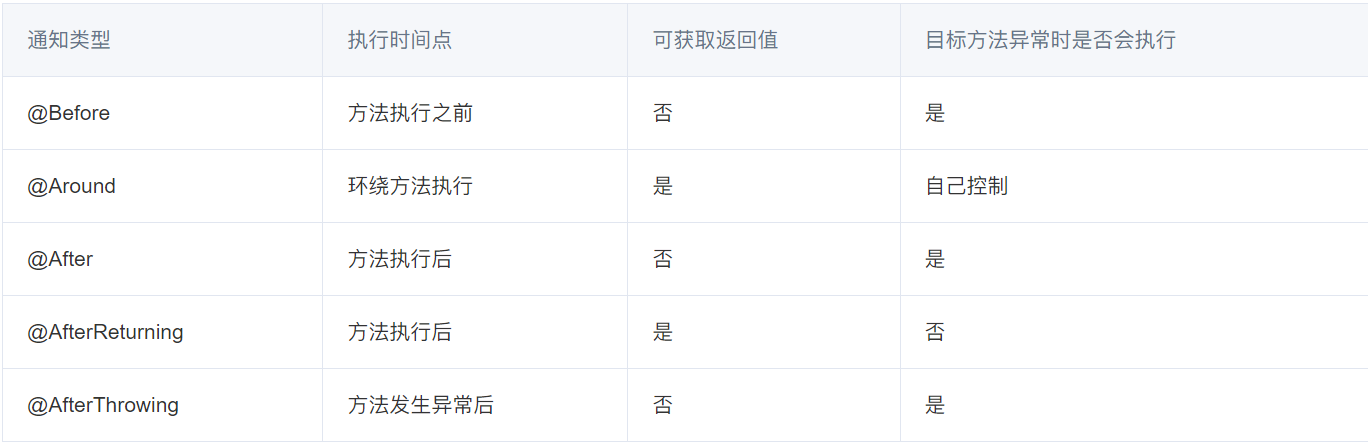 通知类型 执行时间点 可获取返回值 目标方法异常时是否会执行
@Before 方法执行之前 否 是
@Around 环绕方法执行 是 自己控制
@After 方法执行后 否 是
@AfterReturning 方法执行后 是 否
@AfterThrowing 方法发生异常后 否 是